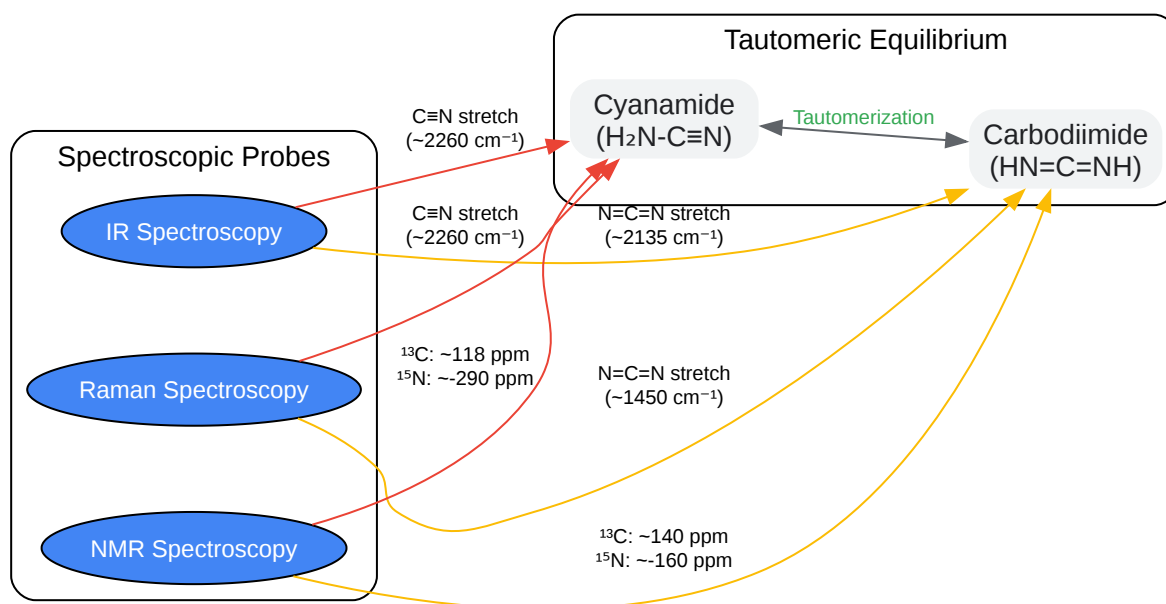 Tautomeric Equilibrium
Cyanamide
(H₂N-C≡N)
Tautomerization
Carbodiimide
(HN=C=NH)
C≡N stretch
(~2260 cm⁻¹)
Spectroscopic Probes
IR Spectroscopy
C≡N stretch
(~2260 cm⁻¹)
N=C=N stretch
(~2135 cm⁻¹)
¹³C: ~118 ppm
¹⁵N: ~-290 ppm
Raman Spectroscopy
N=C=N stretch
(~1450 cm⁻¹)
NMR Spectroscopy
¹³C: ~140 ppm
¹⁵N: ~-160 ppm